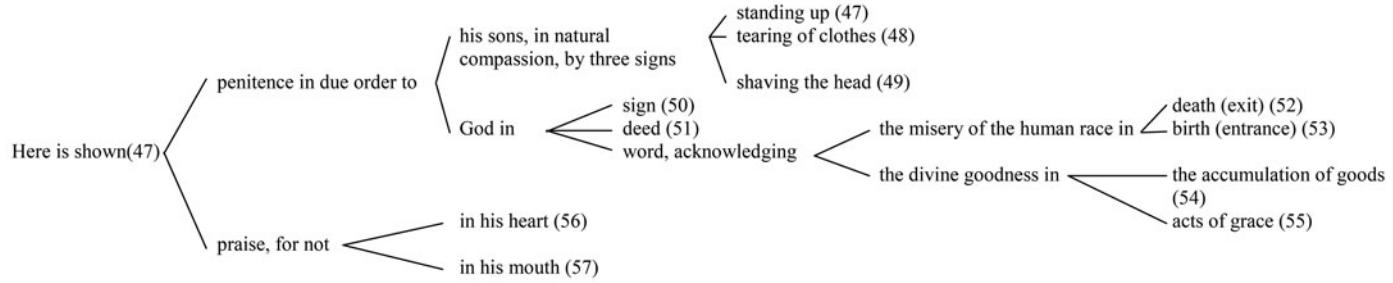 standing up (47)
his sons, in natural
tearing of clothes (48)
compassion, by three signs
penitence in due order to
shaving the head (49)
sign (50)
death (exit) (52)
God in
deed (51)
the misery of the human race in
birth (entrance) (53)
Here is shown(47)
word, acknowledging
the divine goodness in
the accumulation of goods
(54)
in his heart (56)
acts of grace (55)
praise, for not
in his mouth (57)